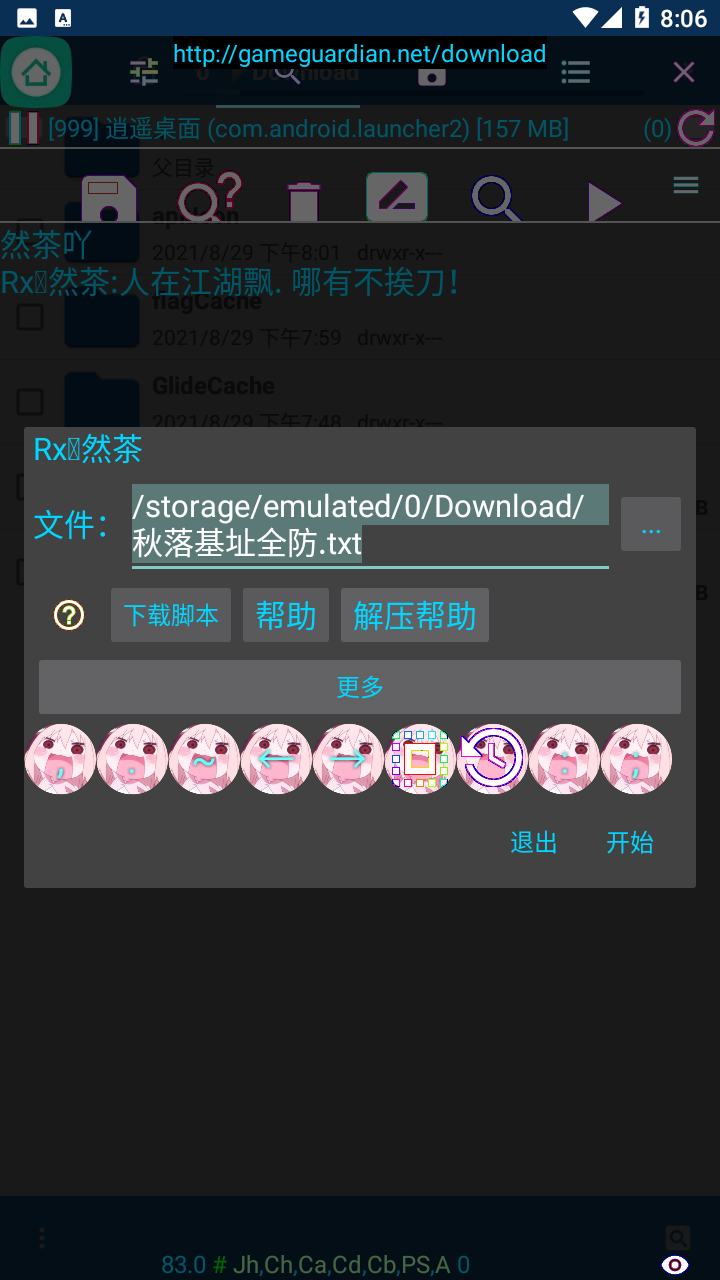 8:06
http://gameguardian.net/download
0 Download
[999] 逍遥桌面 (com.android.launcher2) [157 MB] (0)
父目录
2021/8/29 下午8:01 drwxr-x---
然茶吖
Rx然茶:人在江湖飘. 哪有不挨刀!
flagCache
2021/8/29 下午7:59 drwxr-x---
GlideCache
2021/8/29 下午7:48 drwxr-x---
Rx然茶
B
文件: /storage/emulated/0/Download/
秋落基址全防.txt
...
下载脚本 帮助 解压帮助
B
更多
, . ~ ← → : ;
退出 开始
83.0 # Jh,Ch,Ca,Cd,Cb,PS,A 0